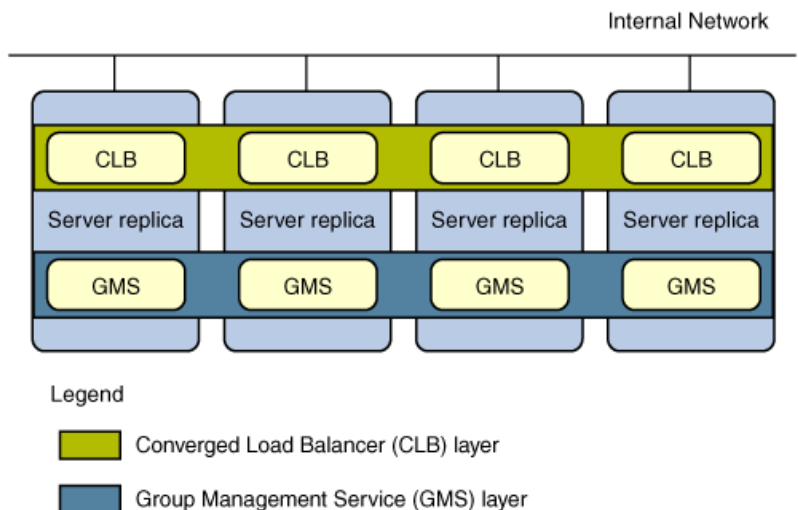 Internal Network
CLB CLB CLB CLB
Server replica Server replica Server replica Server replica
GMS GMS GMS GMS
Legend
Converged Load Balancer (CLB) layer
Group Management Service (GMS) layer